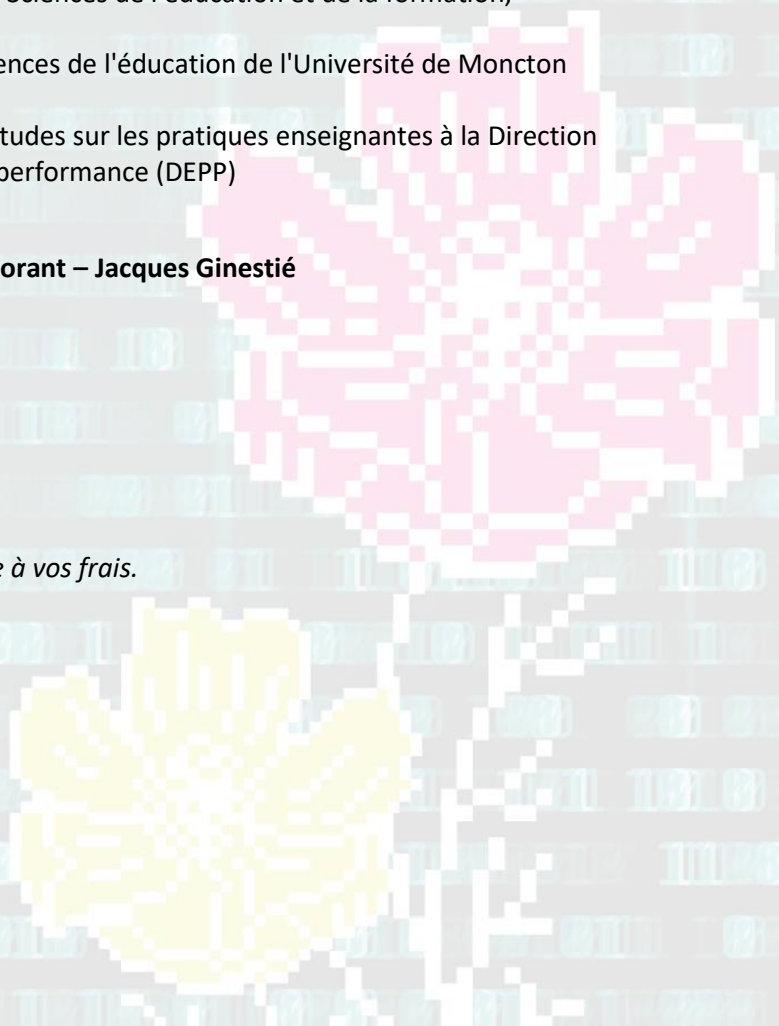 Sciences de l'éducation et de la formation,
ences de l'éducation de l'Université de Moncton
tudes sur les pratiques enseignantes à la Direction
performance (DEPP)
orant – Jacques Ginestié
e à vos frais.